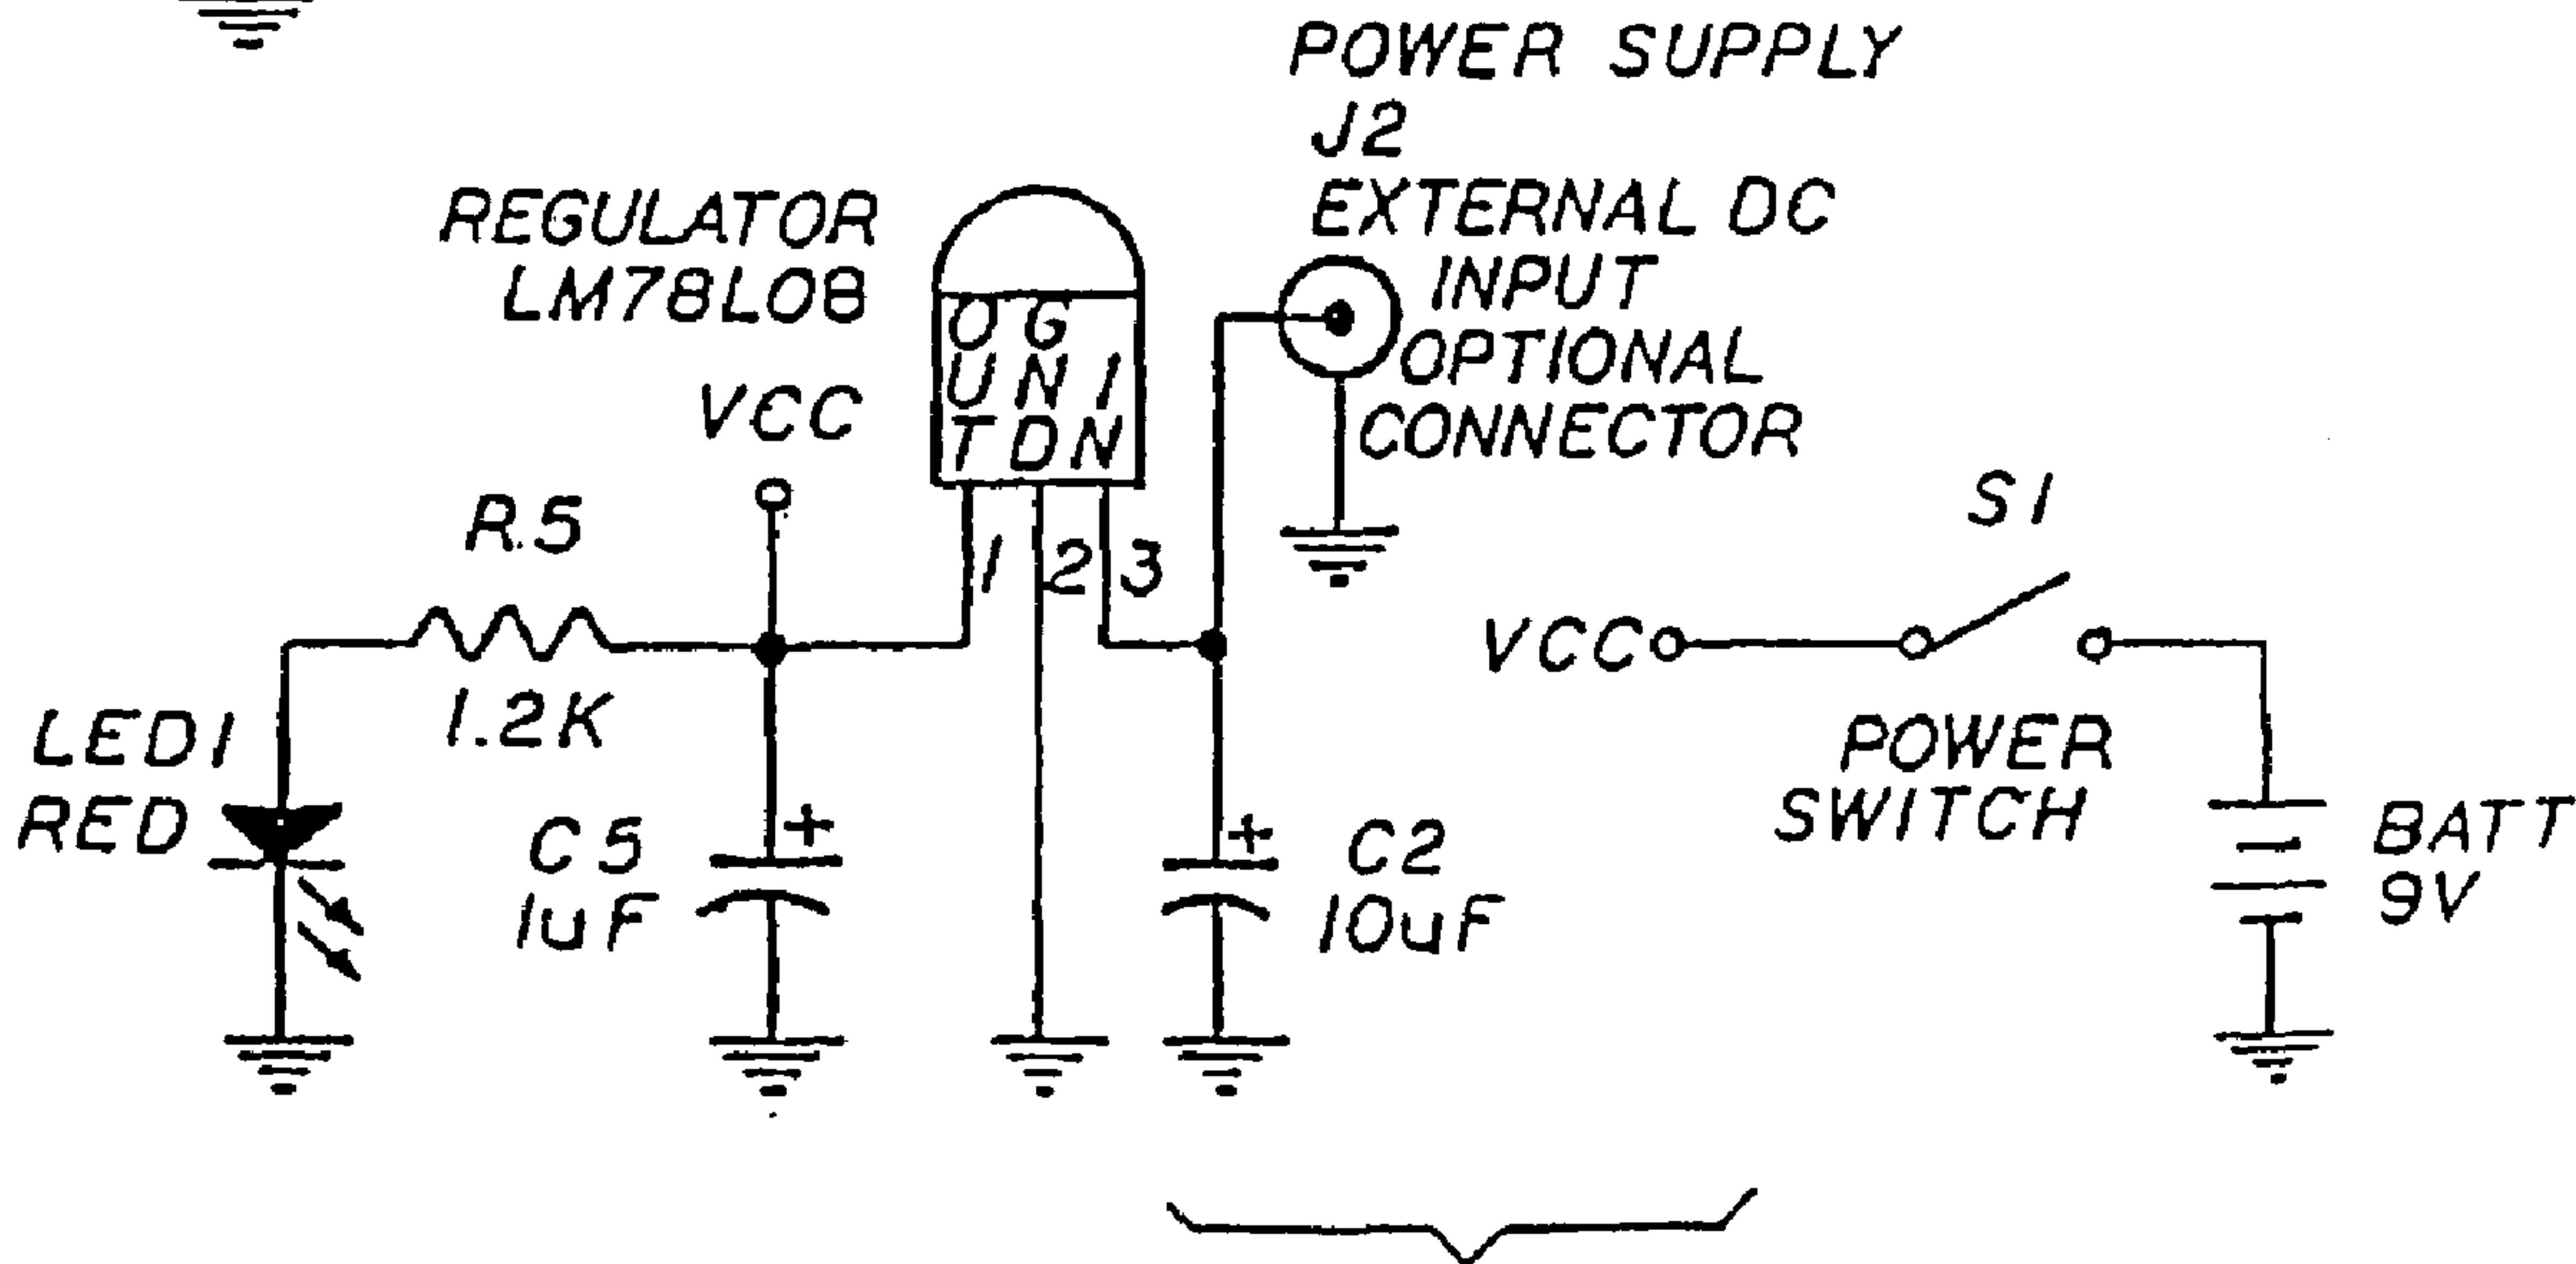 POWER SUPPLY
J2
EXTERNAL DC
INPUT
OPTIONAL
CONNECTOR
REGULATOR
LM78L08
OUT GND IN
1 2 3
VCC
R5
1.2K
LED1
RED
C5
+
1uF
+
C2
10uF
S1
VCC
POWER
SWITCH
BATT
9V